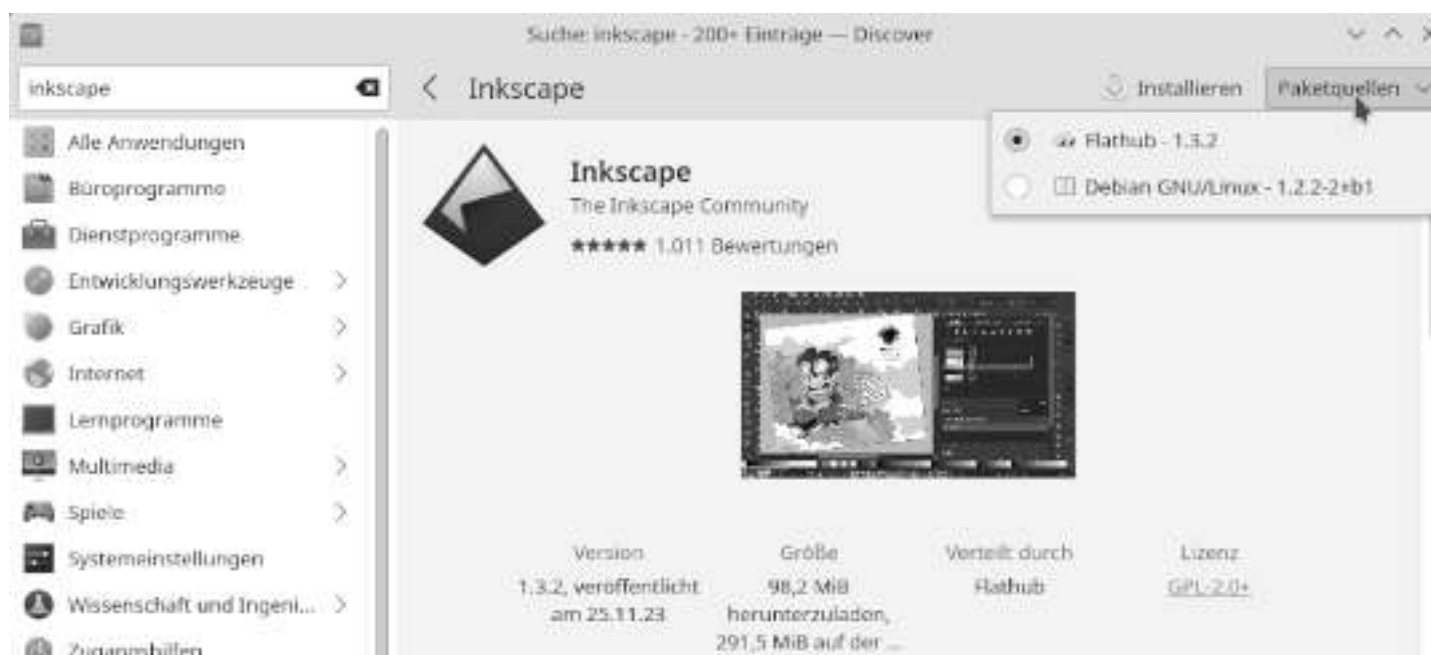 Suche: inkscape - 200+ Einträge — Discover
inkscape
Inkscape
Installieren
Paketquellen
Flathub - 1.3.2
Debian GNU/Linux - 1.2.2-2+b1
Alle Anwendungen
Büroprogramme
Dienstprogramme
Entwicklungswerkzeuge
Grafik
Internet
Lernprogramme
Multimedia
Spiele
Systemeinstellungen
Wissenschaft und Ingeni...
Zugangshilfen
Inkscape
The Inkscape Community
★★★★★ 1.011 Bewertungen
Version
1.3.2, veröffentlicht
am 25.11.23
Größe
98,2 MiB
herunterzuladen,
291,5 MiB auf der ...
Verteilt durch
Flathub
Lizenz
GPL-2.0+